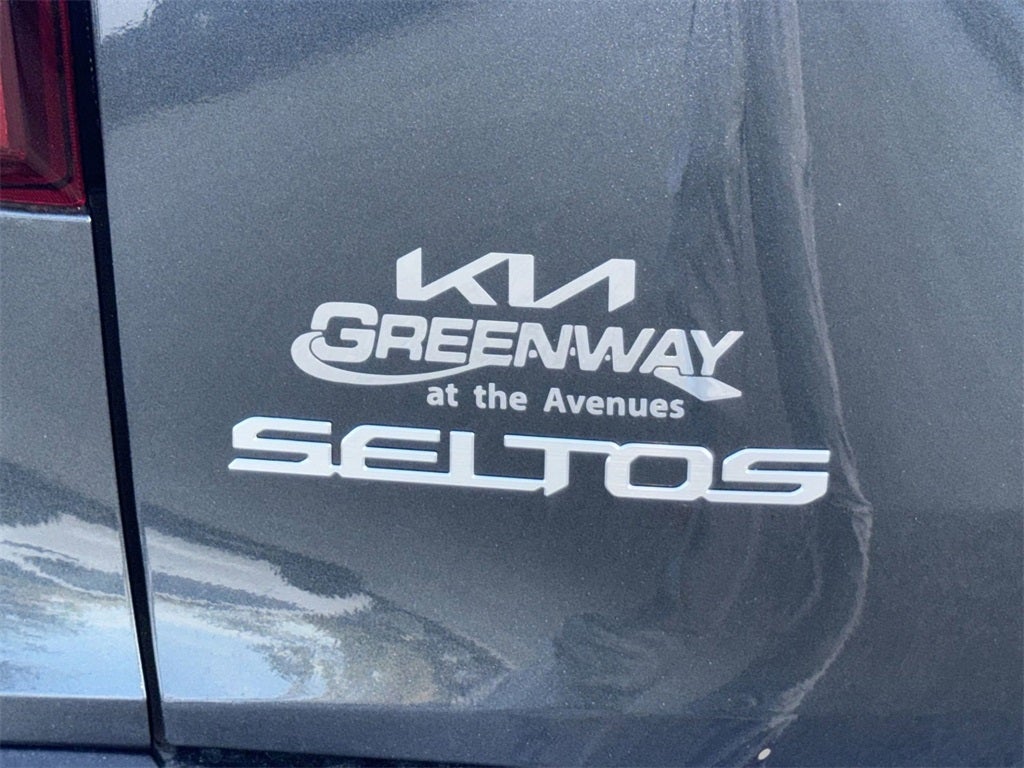 KIA
GREENWAY
at the Avenues
SELTOS